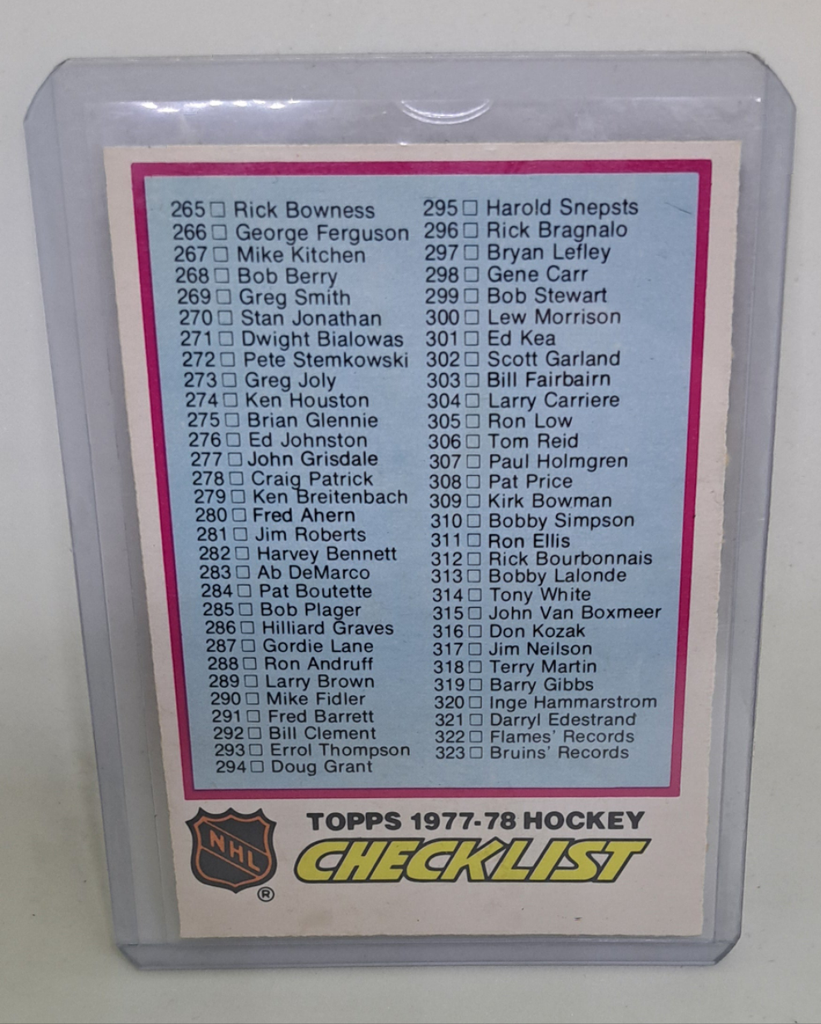 265 □ Rick Bowness
266 □ George Ferguson
267 □ Mike Kitchen
268 □ Bob Berry
269 □ Greg Smith
270 □ Stan Jonathan
271 □ Dwight Bialowas
272 □ Pete Stemkowski
273 □ Greg Joly
274 □ Ken Houston
275 □ Brian Glennie
276 □ Ed Johnston
277 □ John Grisdale
278 □ Craig Patrick
279 □ Ken Breitenbach
280 □ Fred Ahern
281 □ Jim Roberts
282 □ Harvey Bennett
283 □ Ab DeMarco
284 □ Pat Boutette
285 □ Bob Plager
286 □ Hilliard Graves
287 □ Gordie Lane
288 □ Ron Andruff
289 □ Larry Brown
290 □ Mike Fidler
291 □ Fred Barrett
292 □ Bill Clement
293 □ Errol Thompson
294 □ Doug Grant
295 □ Harold Snepsts
296 □ Rick Bragnalo
297 □ Bryan Lefley
298 □ Gene Carr
299 □ Bob Stewart
300 □ Lew Morrison
301 □ Ed Kea
302 □ Scott Garland
303 □ Bill Fairbairn
304 □ Larry Carriere
305 □ Ron Low
306 □ Tom Reid
307 □ Paul Holmgren
308 □ Pat Price
309 □ Kirk Bowman
310 □ Bobby Simpson
311 □ Ron Ellis
312 □ Rick Bourbonnais
313 □ Bobby Lalonde
314 □ Tony White
315 □ John Van Boxmeer
316 □ Don Kozak
317 □ Jim Neilson
318 □ Terry Martin
319 □ Barry Gibbs
320 □ Inge Hammarstrom
321 □ Darryl Edestrand
322 □ Flames' Records
323 □ Bruins' Records
NHL
®
TOPPS 1977-78 HOCKEY
CHECKLIST